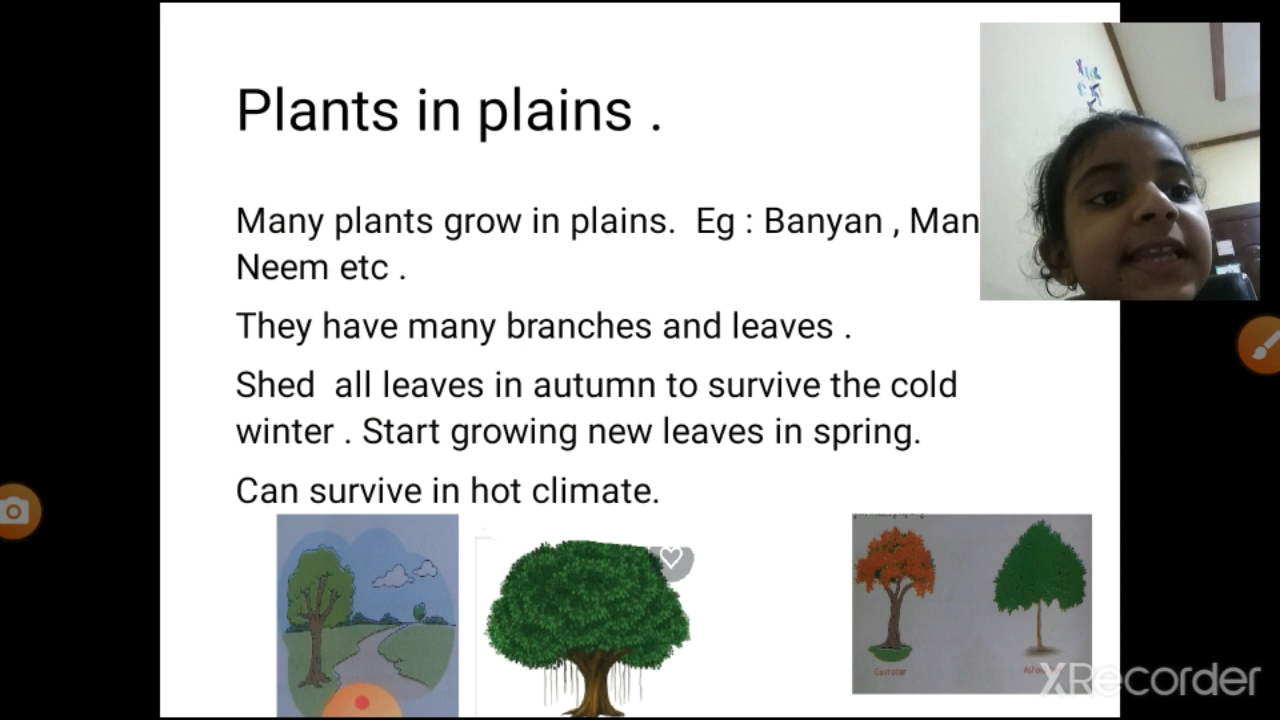 Plants in plains .
Many plants grow in plains. Eg : Banyan , Man
Neem etc .
They have many branches and leaves .
Shed all leaves in autumn to survive the cold
winter . Start growing new leaves in spring.
Can survive in hot climate.
XRecorder